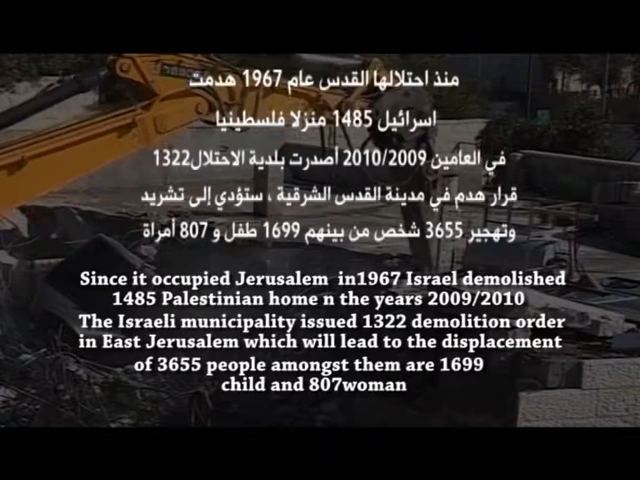 منذ احتلالها القدس عام 1967 هدمت
اسرائيل 1485 منزلا فلسطينيا
في العامين 2010/2009 أصدرت بلدية الاحتلال1322
قرار هدم في مدينة القدس الشرقية ، ستؤدي إلى تشريد
وتهجير 3655 شخص من بينهم 1699 طفل و 807 أمراة
Since it occupied Jerusalem in1967 Israel demolished
1485 Palestinian home n the years 2009/2010
The Israeli municipality issued 1322 demolition order
in East Jerusalem which will lead to the displacement
of 3655 people amongst them are 1699
child and 807woman